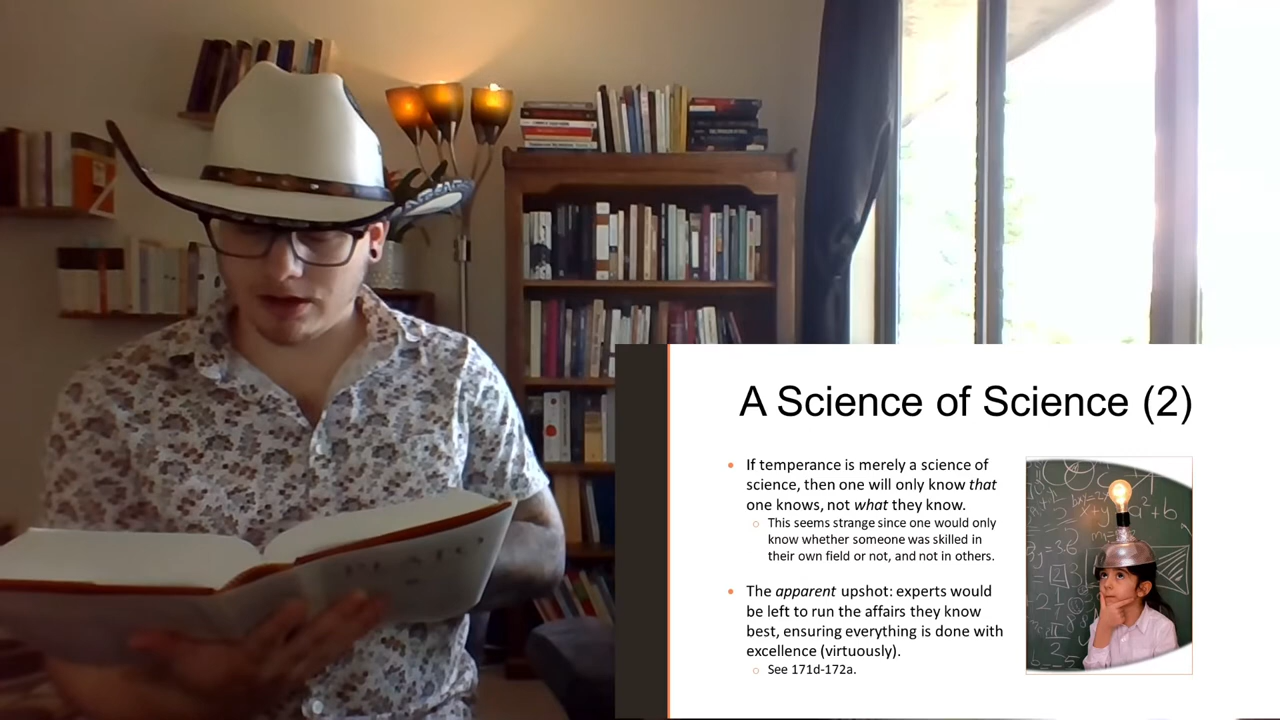 A Science of Science (2)
If temperance is merely a science of
science, then one will only know that
one knows, not what they know.
This seems strange since one would only
know whether someone was skilled in
their own field or not, and not in others.
The apparent upshot: experts would
be left to run the affairs they know
best, ensuring everything is done with
excellence (virtuously).
See 171d-172a.